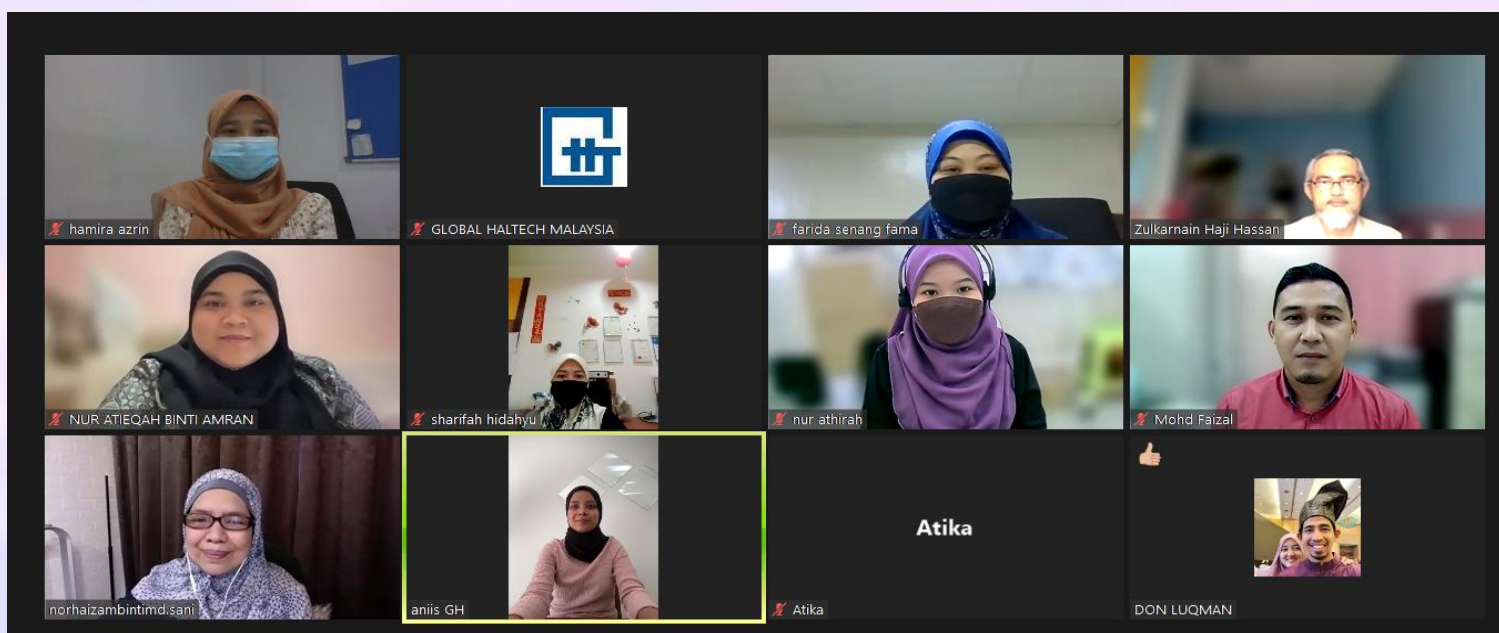 hamira azrin
GLOBAL HALTECH MALAYSIA
farida senang fama
Zulkarnain Haji Hassan
NUR ATIEQAH BINTI AMRAN
sharifah hidahyu
nur athirah
Mohd Faizal
norhaizambintimd.sani
aniis GH
Atika
Atika
DON LUQMAN